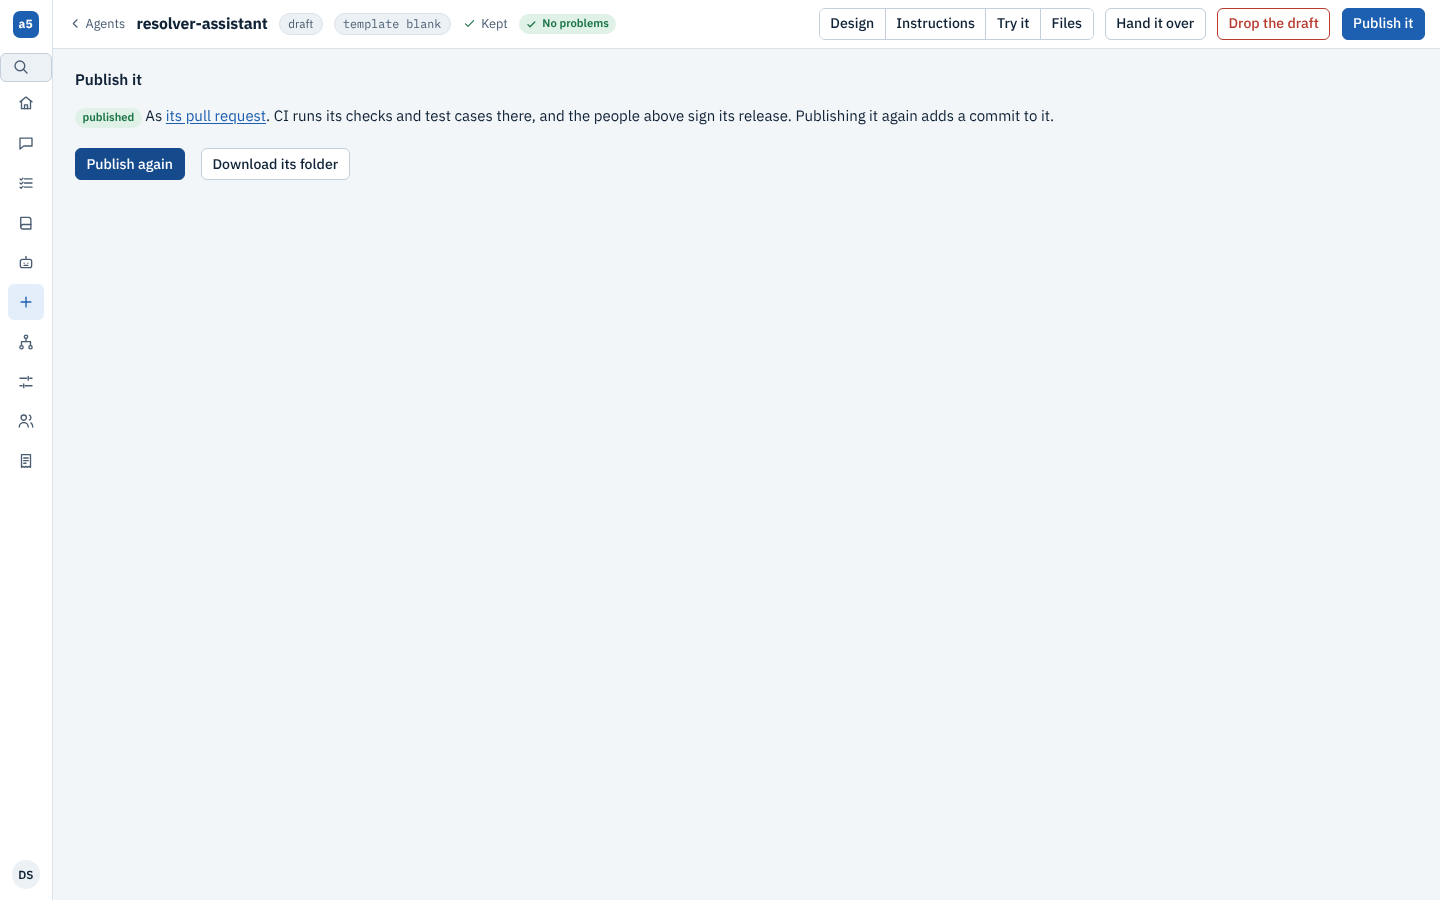 a5
Agents
resolver-assistant
draft
template blank
Kept
No problems
Design
Instructions
Try it
Files
Hand it over
Drop the draft
Publish it
Publish it
published As its pull request. CI runs its checks and test cases there, and the people above sign its release. Publishing it again adds a commit to it.
Publish again
Download its folder
DS